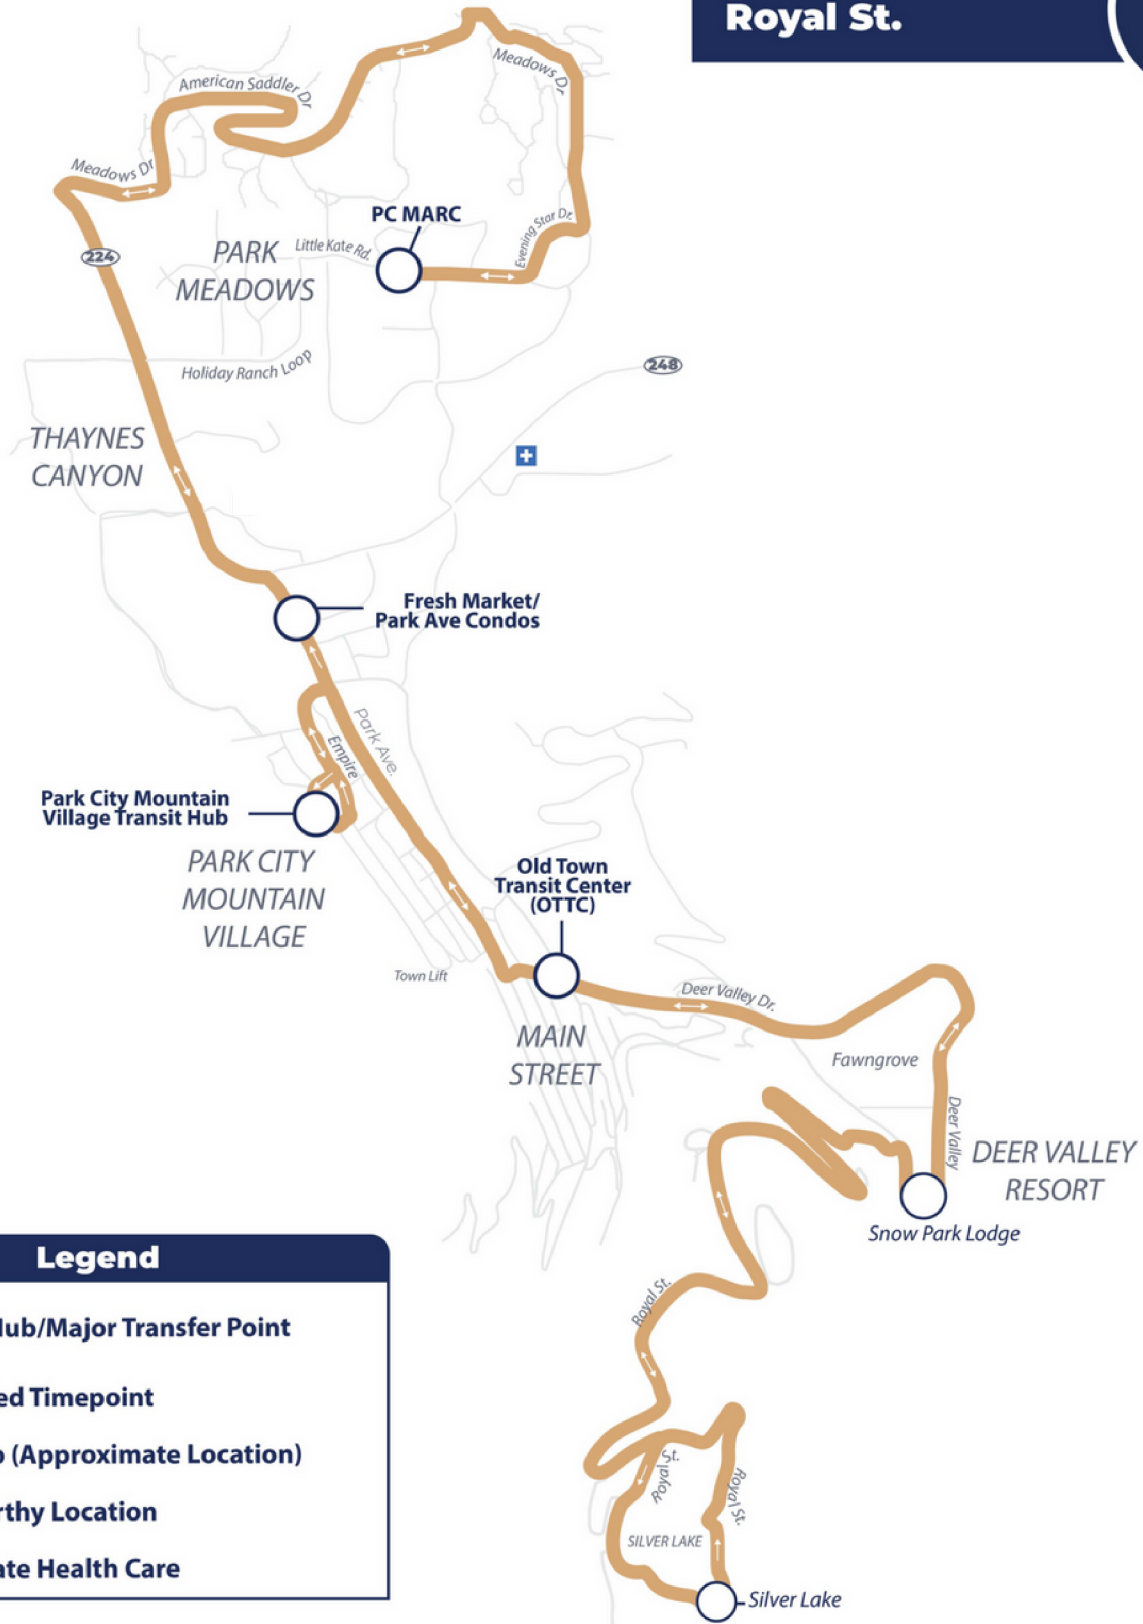 Royal St.
Meadows Dr.
American Saddler Dr
Meadows Dr
PC MARC
Evening Star Dr.
Little Kate Rd.
224
PARK
MEADOWS
248
Holiday Ranch Loop
THAYNES
CANYON
Fresh Market/
Park Ave Condos
Park Ave.
Empire
Park City Mountain
Village Transit Hub
PARK CITY
MOUNTAIN
VILLAGE
Old Town
Transit Center
(OTTC)
Town Lift
Deer Valley Dr.
MAIN
STREET
Fawngrove
Deer Valley
DEER VALLEY
RESORT
Snow Park Lodge
Legend
Hub/Major Transfer Point
Royal St.
(Approximate Location)
Royal St.
Royal St.
Location
SILVER LAKE
Health Care
Silver Lake
Timepoint